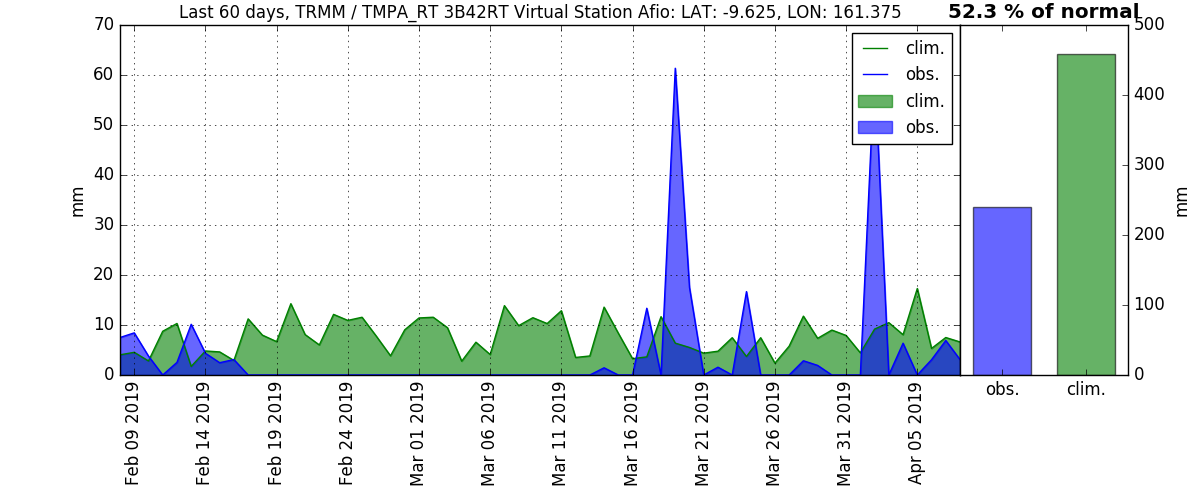 Last 60 days, TRMM / TMPA_RT 3B42RT Virtual Station Afio: LAT: -9.625, LON: 161.375
52.3 % of normal
70
60
50
40
30
20
10
0
mm
clim.
obs.
clim.
obs.
Feb 09 2019
Feb 14 2019
Feb 19 2019
Feb 24 2019
Mar 01 2019
Mar 06 2019
Mar 11 2019
Mar 16 2019
Mar 21 2019
Mar 26 2019
Mar 31 2019
Apr 05 2019
500
400
300
200
100
0
mm
obs.
clim.